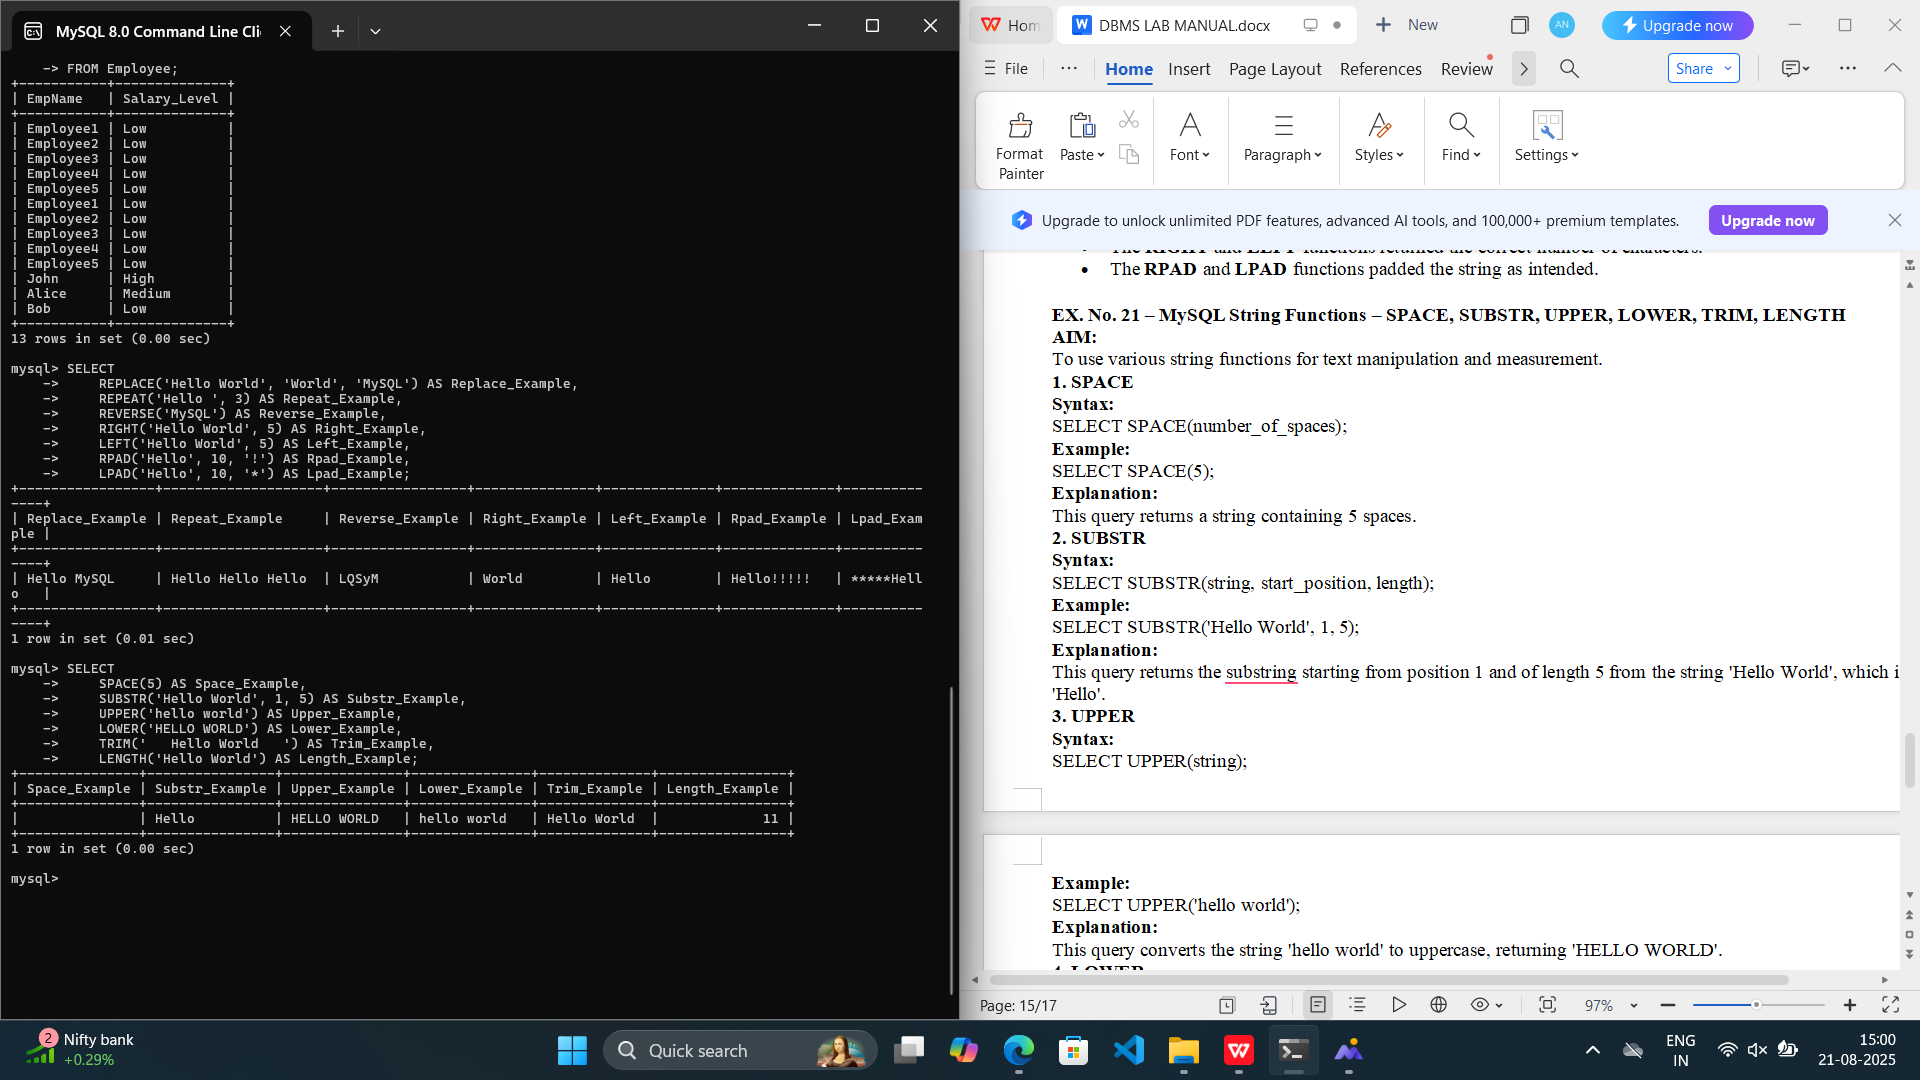 MySQL 8.0 Command Line Cli
    -> FROM Employee;
+-----------+--------------+
| EmpName   | Salary_Level |
+-----------+--------------+
| Employee1 | Low          |
| Employee2 | Low          |
| Employee3 | Low          |
| Employee4 | Low          |
| Employee5 | Low          |
| Employee1 | Low          |
| Employee2 | Low          |
| Employee3 | Low          |
| Employee4 | Low          |
| Employee5 | Low          |
| John      | High         |
| Alice     | Medium       |
| Bob       | Low          |
+-----------+--------------+
13 rows in set (0.00 sec)
mysql> SELECT
    ->     REPLACE('Hello World', 'World', 'MySQL') AS Replace_Example,
    ->     REPEAT('Hello ', 3) AS Repeat_Example,
    ->     REVERSE('MySQL') AS Reverse_Example,
    ->     RIGHT('Hello World', 5) AS Right_Example,
    ->     LEFT('Hello World', 5) AS Left_Example,
    ->     RPAD('Hello', 10, '!') AS Rpad_Example,
    ->     LPAD('Hello', 10, '*') AS Lpad_Example;
+-----------------+--------------------+-----------------+---------------+--------------+--------------+----------
----+
| Replace_Example | Repeat_Example     | Reverse_Example | Right_Example | Left_Example | Rpad_Example | Lpad_Exam
ple |
+-----------------+--------------------+-----------------+---------------+--------------+--------------+----------
----+
| Hello MySQL     | Hello Hello Hello  | LQSyM           | World         | Hello        | Hello!!!!!   | *****Hell
o   |
+-----------------+--------------------+-----------------+---------------+--------------+--------------+----------
----+
1 row in set (0.01 sec)
mysql> SELECT
    ->     SPACE(5) AS Space_Example,
    ->     SUBSTR('Hello World', 1, 5) AS Substr_Example,
    ->     UPPER('hello world') AS Upper_Example,
    ->     LOWER('HELLO WORLD') AS Lower_Example,
    ->     TRIM('   Hello World   ') AS Trim_Example,
    ->     LENGTH('Hello World') AS Length_Example;
+---------------+----------------+---------------+---------------+--------------+----------------+
| Space_Example | Substr_Example | Upper_Example | Lower_Example | Trim_Example | Length_Example |
+---------------+----------------+---------------+---------------+--------------+----------------+
|               | Hello          | HELLO WORLD   | hello world   | Hello World  |             11 |
+---------------+----------------+---------------+---------------+--------------+----------------+
1 row in set (0.00 sec)
mysql>
Hom
DBMS LAB MANUAL.docx
New
AN
Upgrade now
File
Home
Insert
Page Layout
References
Review
Share
Format Painter
Paste
Font
Paragraph
Styles
Find
Settings
Upgrade to unlock unlimited PDF features, advanced AI tools, and 100,000+ premium templates.
Upgrade now
• The RIGHT and LEFT functions returned the correct number of characters.
• The RPAD and LPAD functions padded the string as intended.
EX. No. 21 – MySQL String Functions – SPACE, SUBSTR, UPPER, LOWER, TRIM, LENGTH
AIM:
To use various string functions for text manipulation and measurement.
1. SPACE
Syntax:
SELECT SPACE(number_of_spaces);
Example:
SELECT SPACE(5);
Explanation:
This query returns a string containing 5 spaces.
2. SUBSTR
Syntax:
SELECT SUBSTR(string, start_position, length);
Example:
SELECT SUBSTR('Hello World', 1, 5);
Explanation:
This query returns the substring starting from position 1 and of length 5 from the string 'Hello World', which i
'Hello'.
3. UPPER
Syntax:
SELECT UPPER(string);
Example:
SELECT UPPER('hello world');
Explanation:
This query converts the string 'hello world' to uppercase, returning 'HELLO WORLD'.
4. LOWER
Page: 15/17
97%
2
Nifty bank
+0.29%
Quick search
ENG
IN
15:00
21-08-2025